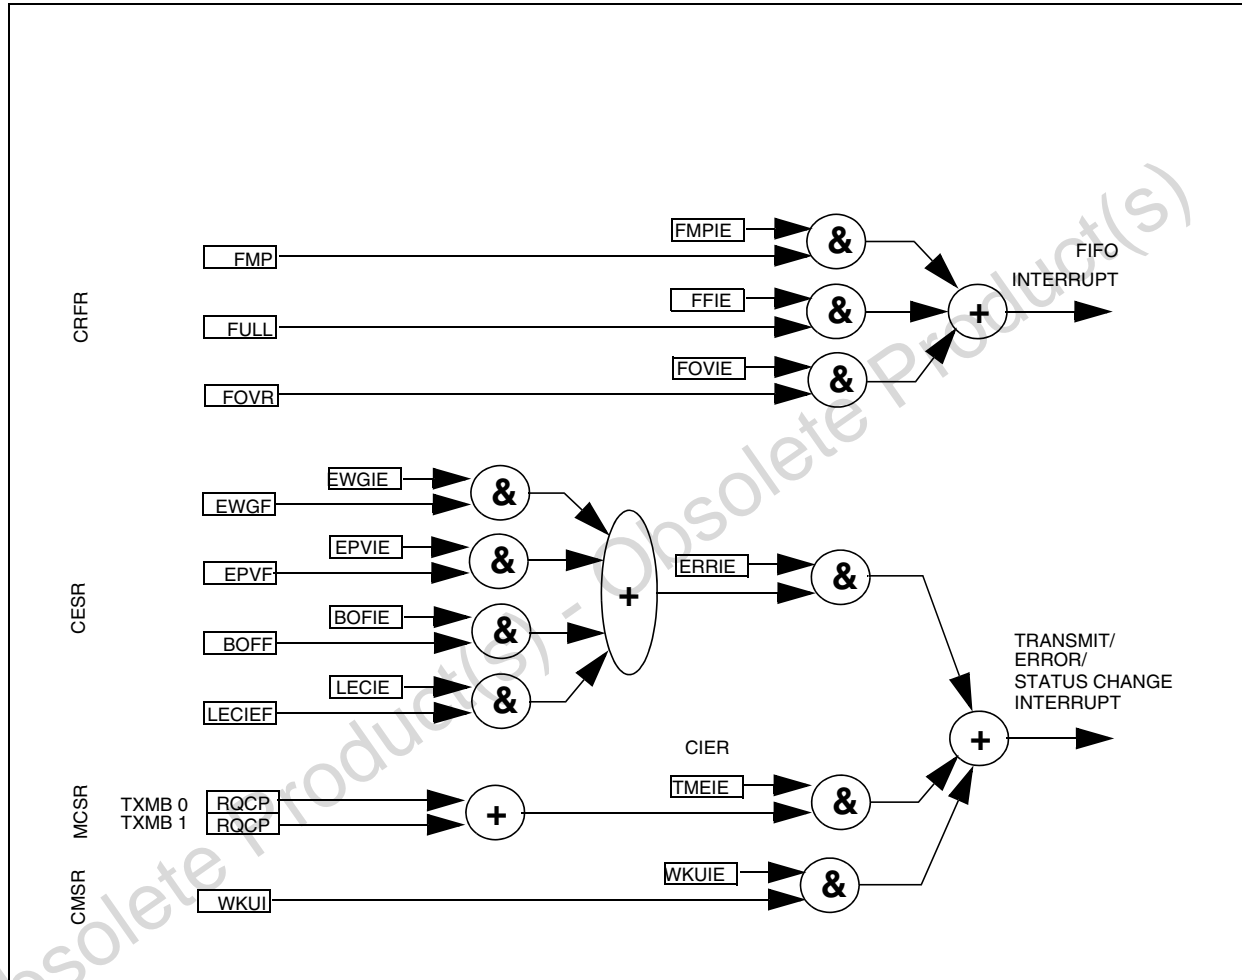 FMPIE
&
FMP
FIFO
INTERRUPT
FFIE
&
+
CRFR
FULL
FOVIE
&
FOVR
EWGIE
&
EWGF
EPVIE
&
EPVF
ERRIE
&
+
CESR
BOFIE
&
BOFF
LECIE
&
LECIEF
TRANSMIT/
ERROR/
STATUS CHANGE
INTERRUPT
+
CIER
TMEIE
&
MCSR
TXMB 0
RQCP
TXMB 1
RQCP
+
WKUIE
&
CMSR
WKUI
Obsolete Product(s) - Obsolete Product(s)